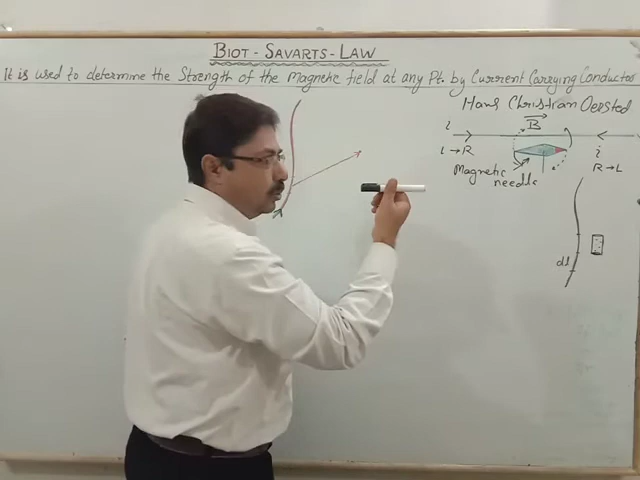 BIOT - SAVARTS - LAW
It is used to determine the Strength of the Magnetic field at any Pt. by Current Carrying Conductor
Hans Christian Oersted
i B
i
L → R
R → L
Magnetic
needle
dl